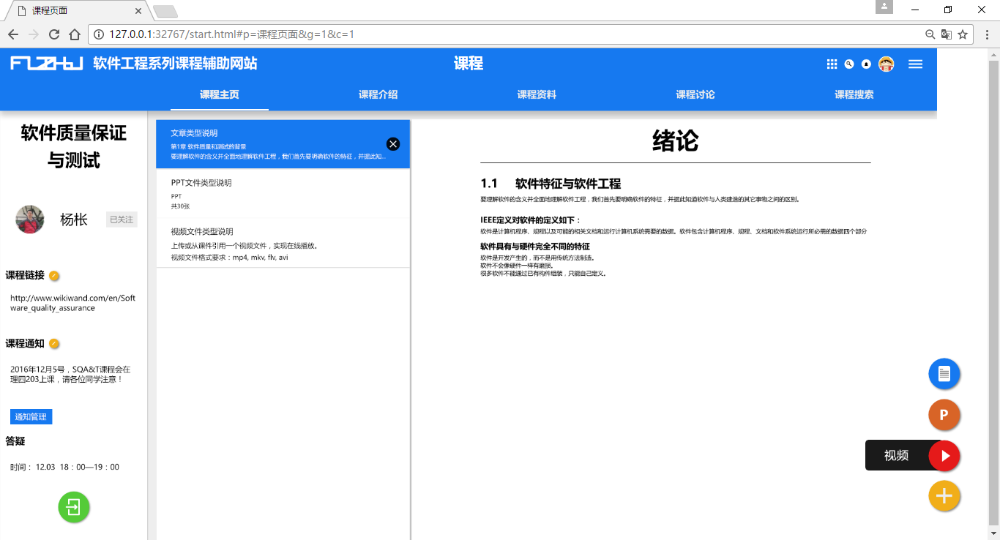 课程页面
127.0.0.1:32767/start.html#p=课程页面&g=1&c=1
软件工程系列课程辅助网站
课程
课程主页
课程介绍
课程资料
课程讨论
课程搜索
软件质量保证
与测试
杨枨
已关注
课程链接
http://www.wikiwand.com/en/Soft
ware_quality_assurance
课程通知
2016年12月5号，SQA&T课程会在
理四203上课，请各位同学注意！
通知管理
答疑
时间： 12.03 18：00—19：00
文章类型说明
第1章 软件质量和测试的背景
要理解软件的含义并全面地理解软件工程，我们首先要明确软件的特征，并据此知...
PPT文件类型说明
PPT
共30张
视频文件类型说明
上传或从课件引用一个视频文件，实现在线播放。
视频文件格式要求：mp4, mkv, flv, avi
绪论
1.1 软件特征与软件工程
要理解软件的含义并全面地理解软件工程，我们首先要明确软件的特征，并据此知道软件与人类建造的其它事物之间的区别。
IEEE定义对软件的定义如下：
软件是计算机程序、规程以及可能的相关文档和运行计算机系统需要的数据。软件包含计算机程序、规程、文档和软件系统运行所必需的数据四个部分
软件具有与硬件完全不同的特征
软件是开发产生的，而不是用传统方法制造。
软件不会像硬件一样有磨损。
很多软件不能通过已有构件组装，只能自己定义。
P
视频